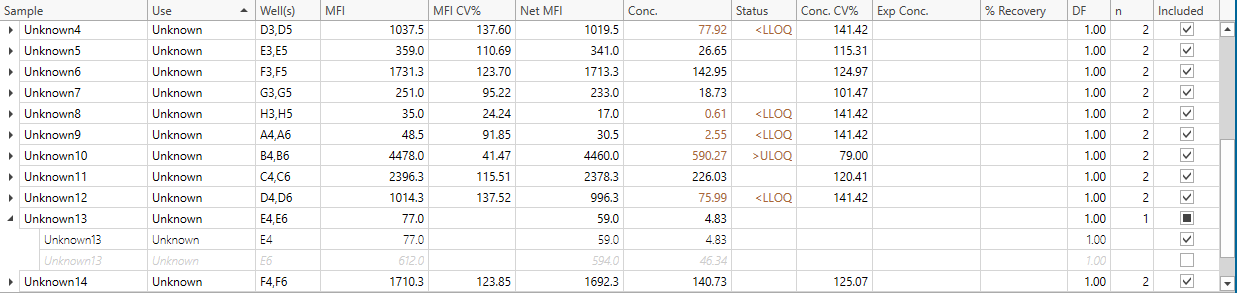 Sample Use Well(s) MFI MFI CV% Net MFI Conc. Status Conc. CV% Exp Conc. % Recovery DF n Included
Unknown4 Unknown D3,D5 1037.5 137.60 1019.5 77.92 <LLOQ 141.42 1.00 2
Unknown5 Unknown E3,E5 359.0 110.69 341.0 26.65 115.31 1.00 2
Unknown6 Unknown F3,F5 1731.3 123.70 1713.3 142.95 124.97 1.00 2
Unknown7 Unknown G3,G5 251.0 95.22 233.0 18.73 101.47 1.00 2
Unknown8 Unknown H3,H5 35.0 24.24 17.0 0.61 <LLOQ 141.42 1.00 2
Unknown9 Unknown A4,A6 48.5 91.85 30.5 2.55 <LLOQ 141.42 1.00 2
Unknown10 Unknown B4,B6 4478.0 41.47 4460.0 590.27 >ULOQ 79.00 1.00 2
Unknown11 Unknown C4,C6 2396.3 115.51 2378.3 226.03 120.41 1.00 2
Unknown12 Unknown D4,D6 1014.3 137.52 996.3 75.99 <LLOQ 141.42 1.00 2
Unknown13 Unknown E4,E6 77.0 59.0 4.83 1.00 1
Unknown13 Unknown E4 77.0 59.0 4.83 1.00
Unknown13 Unknown E6 612.0 594.0 46.34 1.00
Unknown14 Unknown F4,F6 1710.3 123.85 1692.3 140.73 125.07 1.00 2